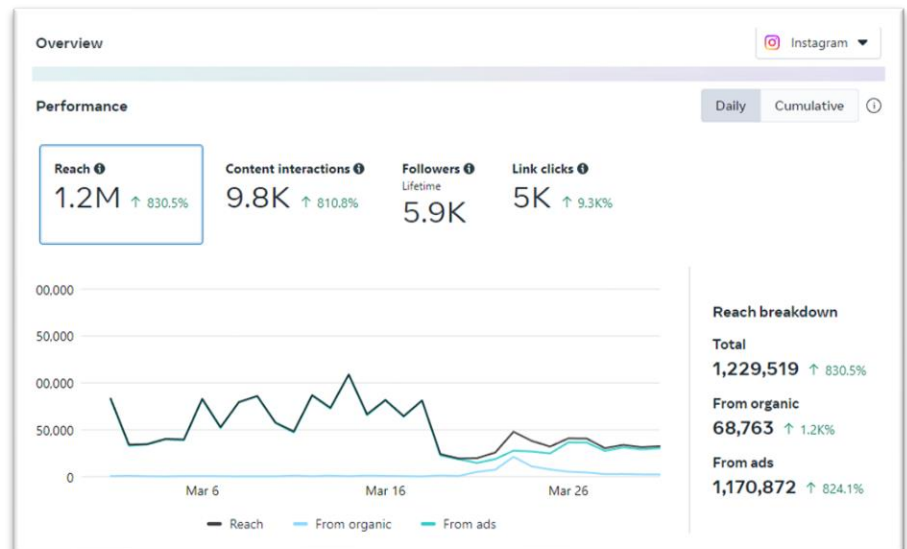 Overview
Instagram
Performance
Daily Cumulative
Reach Content interactions Followers Link clicks
Lifetime
1.2M ↑ 830.5% 9.8K ↑ 810.8% 5.9K 5K ↑ 9.3K%
00,000
50,000
00,000
50,000
0
Mar 6 Mar 16 Mar 26
Reach From organic From ads
Reach breakdown
Total
1,229,519 ↑ 830.5%
From organic
68,763 ↑ 1.2K%
From ads
1,170,872 ↑ 824.1%